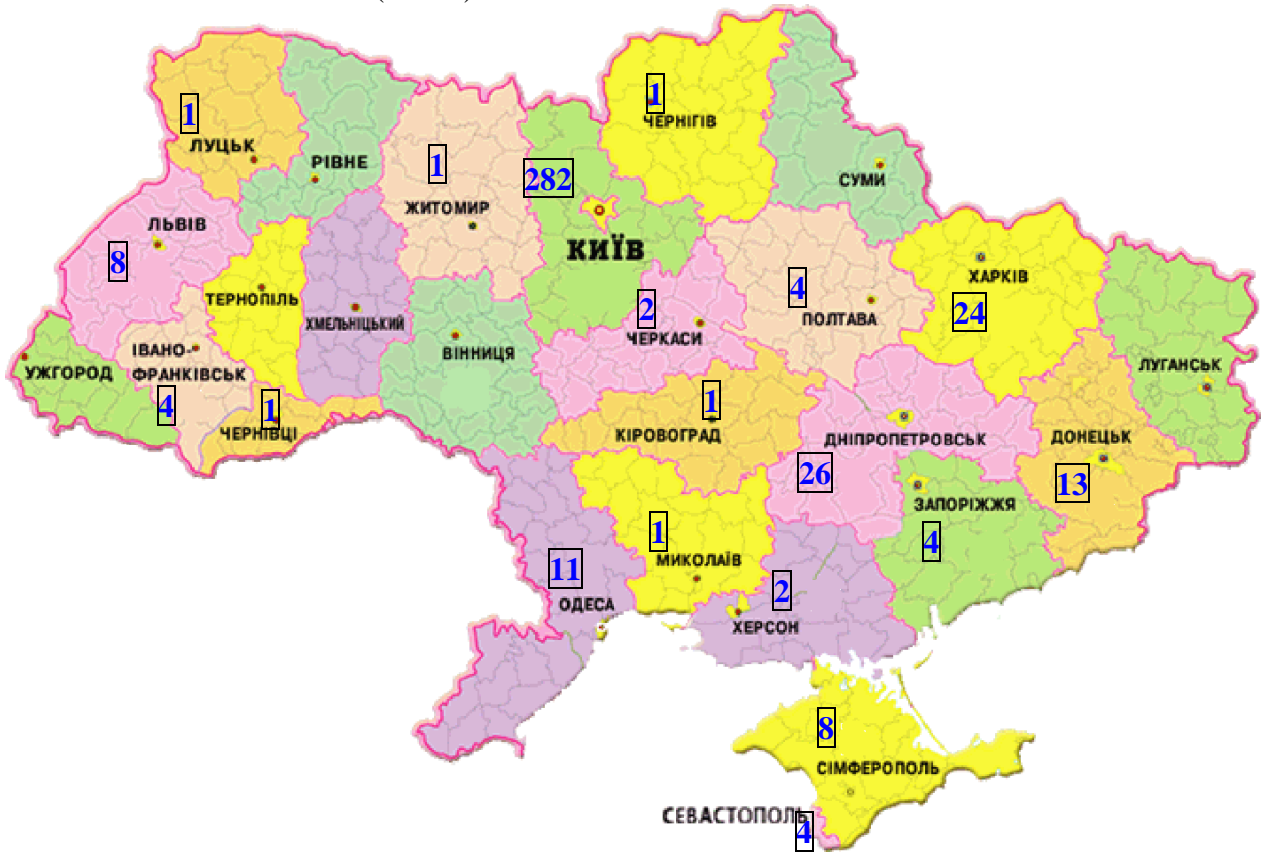 1
ЧЕРНІГІВ
1
ЛУЦЬК
РІВНЕ
1
ЖИТОМИР
282
КИЇВ
СУМИ
ЛЬВІВ
8
ТЕРНОПІЛЬ
ХМЕЛЬНІЦЬКИЙ
ВІННИЦЯ
2
ЧЕРКАСИ
4
ПОЛТАВА
ХАРКІВ
24
ЛУГАНСЬК
УЖГОРОД
ІВАНО-
ФРАНКІВСЬК
4
1
ЧЕРНІВЦІ
1
КІРОВОГРАД
ДНІПРОПЕТРОВСЬК
26
ДОНЕЦЬК
13
ЗАПОРІЖЖЯ
4
1
МИКОЛАЇВ
11
ОДЕСА
2
ХЕРСОН
8
СІМФЕРОПОЛЬ
СЕВАСТОПОЛЬ
4